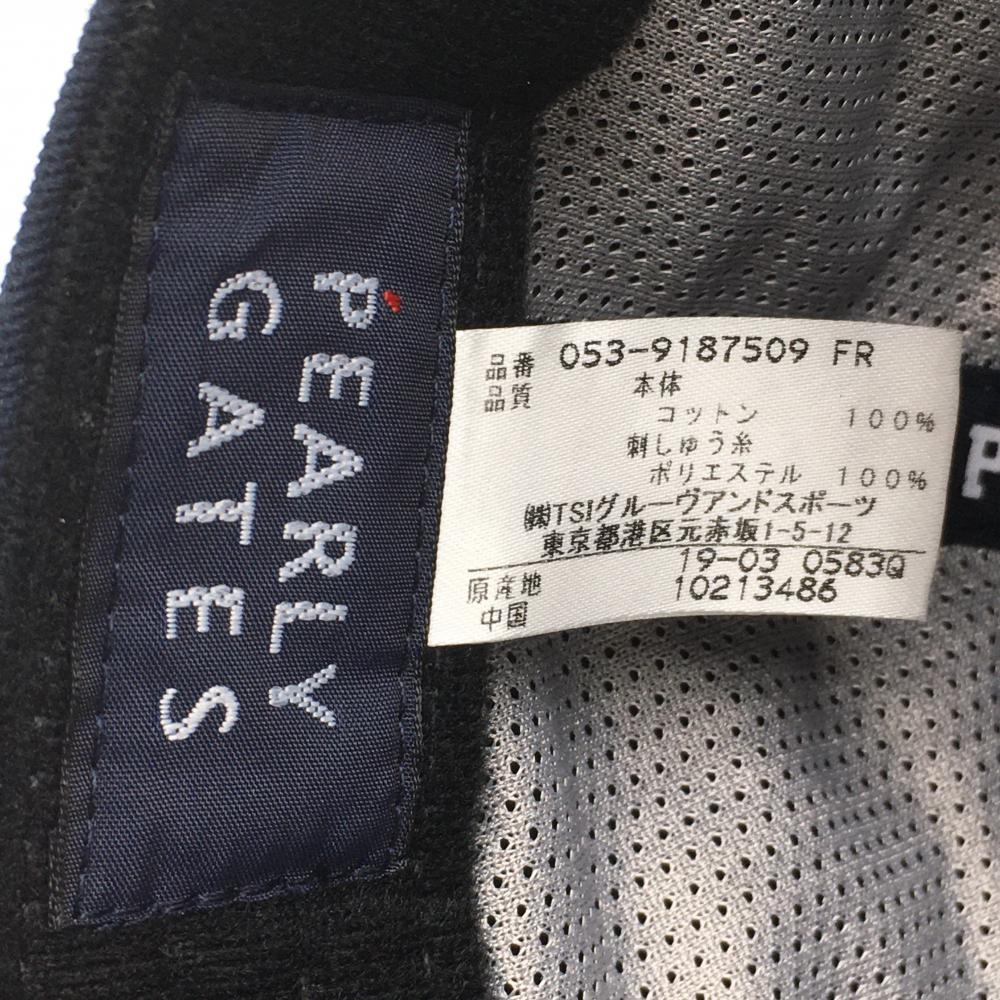 PEARLY
GATES
品番 053-9187509 FR
品質 本体
コットン 100%
刺しゅう糸
ポリエステル 100%
㈱TSIグルーヴアンドスポーツ
東京都港区元赤坂1-5-12
19-03 0583Q
原産地 10213486
中国
P